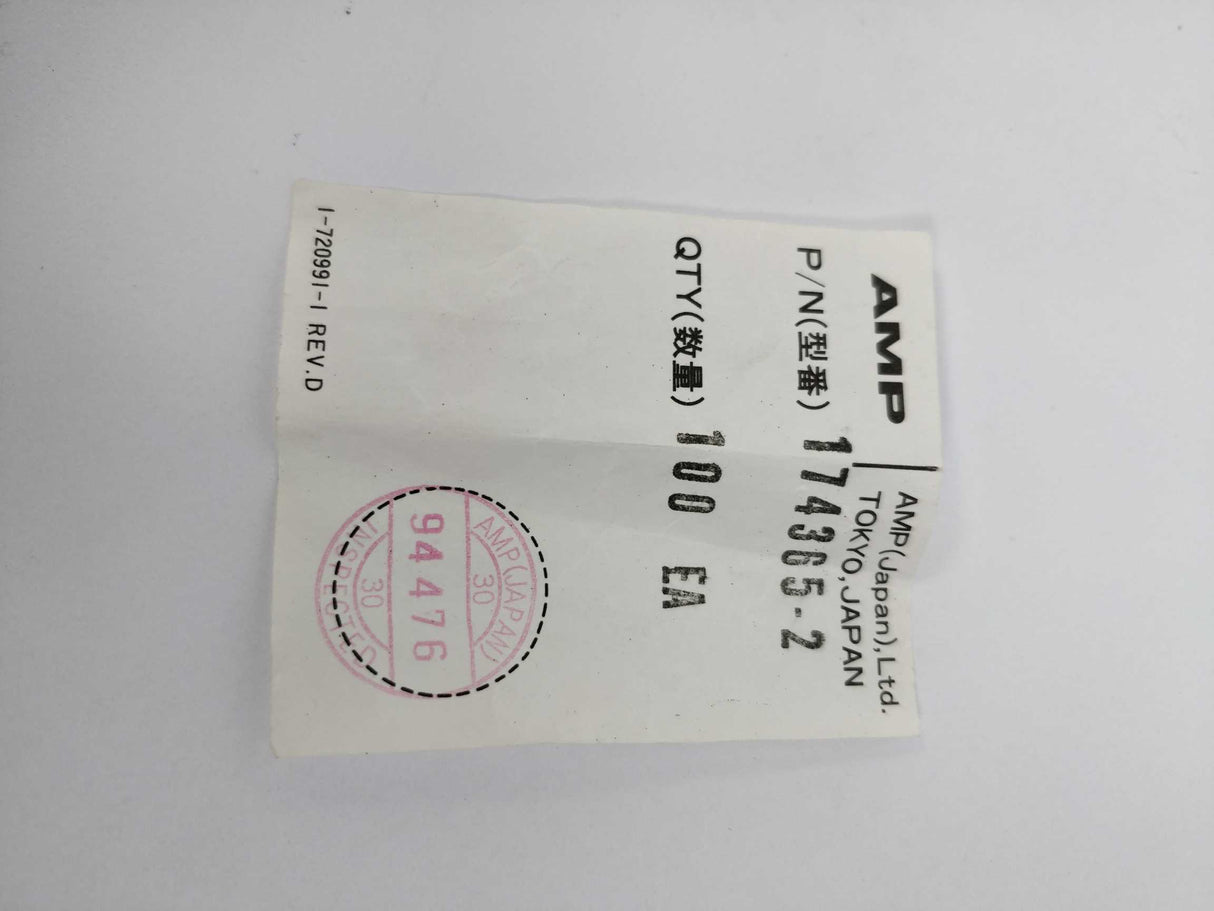 AMP
AMP(Japan),Ltd.
TOKYO,JAPAN
P/N(型番) 174365-2
QTY(数量) 100 EA
AMP(JAPAN)
30
94476
30
INSPECTED
1-720991-1 REV.D